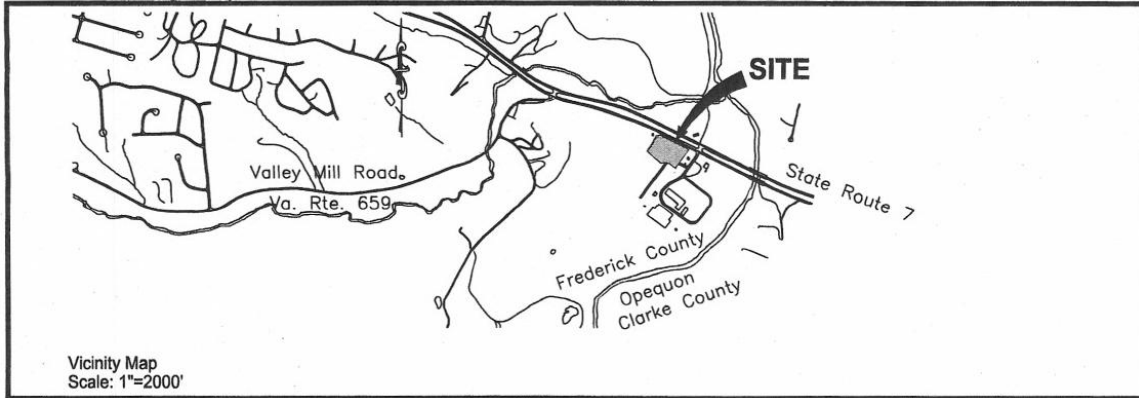 SITE
Valley Mill Road
Va. Rte. 659
State Route 7
Frederick County
Opequon
Clarke County
Vicinity Map
Scale: 1"=2000'